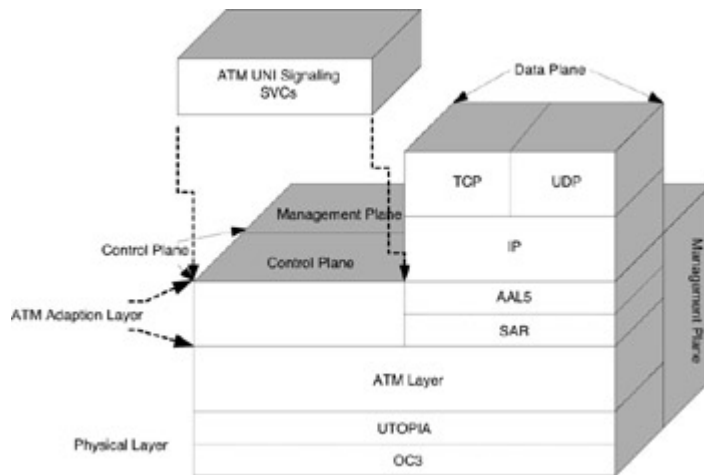 ATM UNI Signaling
SVCs
Data Plane
TCP
UDP
Management Plane
Control Plane
IP
Control Plane
Management Plane
AAL5
ATM Adaption Layer
SAR
ATM Layer
UTOPIA
Physical Layer
OC3